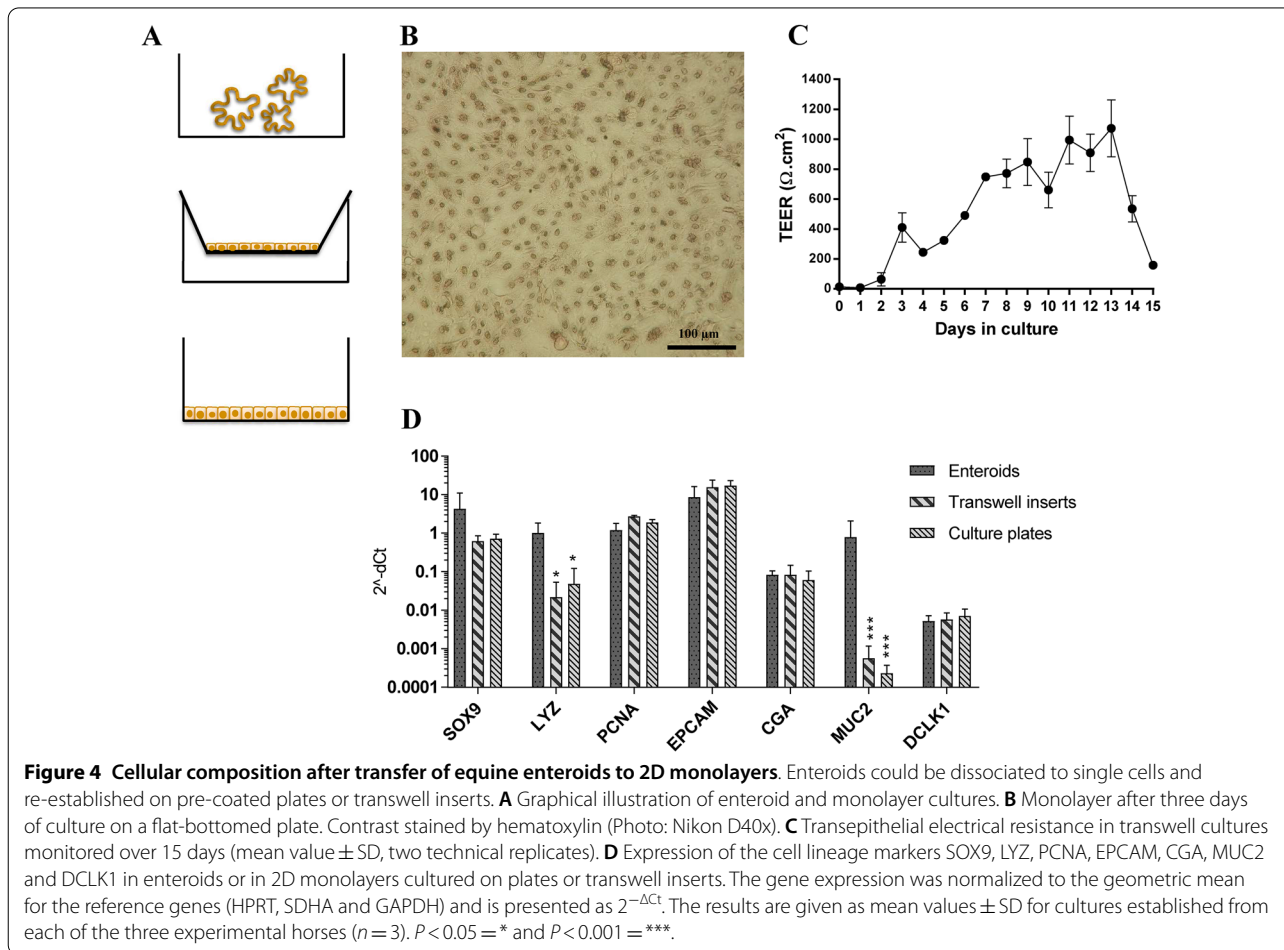 A
B
C
1400
1200
1000
800
600
400
200
0
TEER (Ω.cm²)
0 1 2 3 4 5 6 7 8 9 10 11 12 13 14 15
Days in culture
100 µm
D
100
10
1
0.1
0.01
0.001
0.0001
2^-dCt
* * *** ***
SOX9 LYZ PCNA EPCAM CGA MUC2 DCLK1
Enteroids
Transwell inserts
Culture plates
Figure 4 Cellular composition after transfer of equine enteroids to 2D monolayers. Enteroids could be dissociated to single cells and
re-established on pre-coated plates or transwell inserts. A Graphical illustration of enteroid and monolayer cultures. B Monolayer after three days
of culture on a flat-bottomed plate. Contrast stained by hematoxylin (Photo: Nikon D40x). C Transepithelial electrical resistance in transwell cultures
monitored over 15 days (mean value ± SD, two technical replicates). D Expression of the cell lineage markers SOX9, LYZ, PCNA, EPCAM, CGA, MUC2
and DCLK1 in enteroids or in 2D monolayers cultured on plates or transwell inserts. The gene expression was normalized to the geometric mean
for the reference genes (HPRT, SDHA and GAPDH) and is presented as 2−ΔCt. The results are given as mean values ± SD for cultures established from
each of the three experimental horses (n = 3). P < 0.05 = * and P < 0.001 = ***.